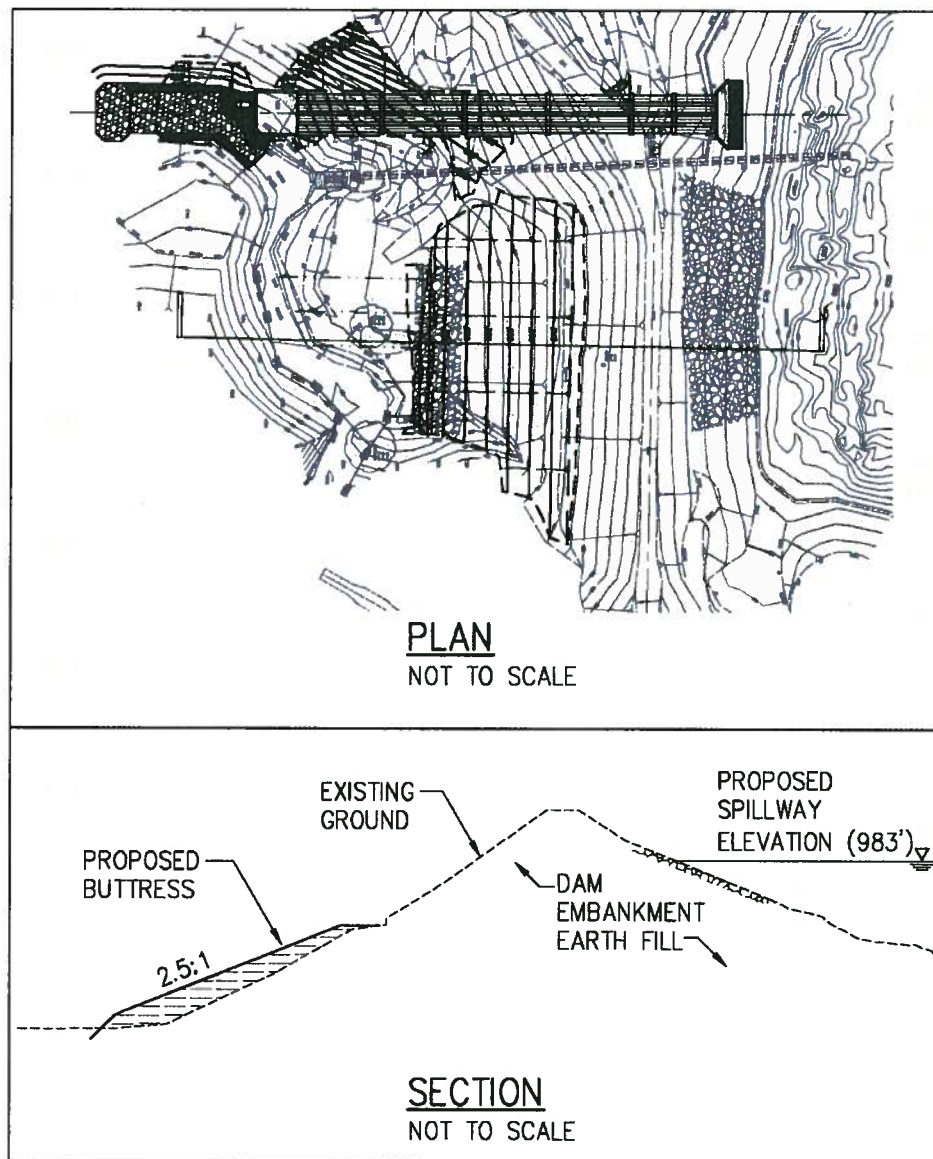 PLAN
NOT TO SCALE
EXISTING
GROUND
PROPOSED
SPILLWAY
ELEVATION (983')
PROPOSED
BUTTRESS
DAM
EMBANKMENT
EARTH FILL
2.5:1
SECTION
NOT TO SCALE